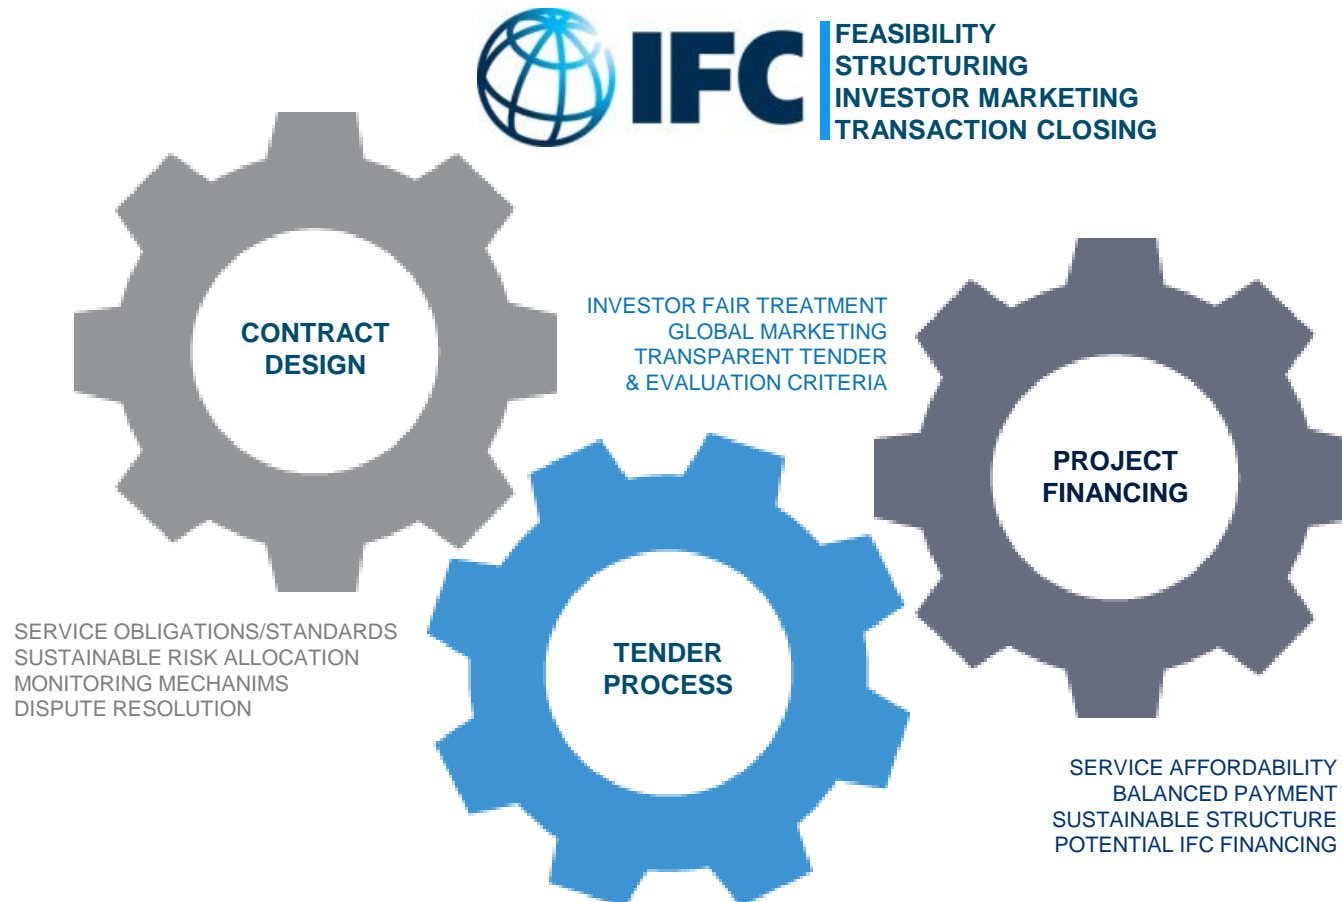 IFC
FEASIBILITY
STRUCTURING
INVESTOR MARKETING
TRANSACTION CLOSING
CONTRACT
DESIGN
SERVICE OBLIGATIONS/STANDARDS
SUSTAINABLE RISK ALLOCATION
MONITORING MECHANIMS
DISPUTE RESOLUTION
INVESTOR FAIR TREATMENT
GLOBAL MARKETING
TRANSPARENT TENDER
& EVALUATION CRITERIA
TENDER
PROCESS
PROJECT
FINANCING
SERVICE AFFORDABILITY
BALANCED PAYMENT
SUSTAINABLE STRUCTURE
POTENTIAL IFC FINANCING